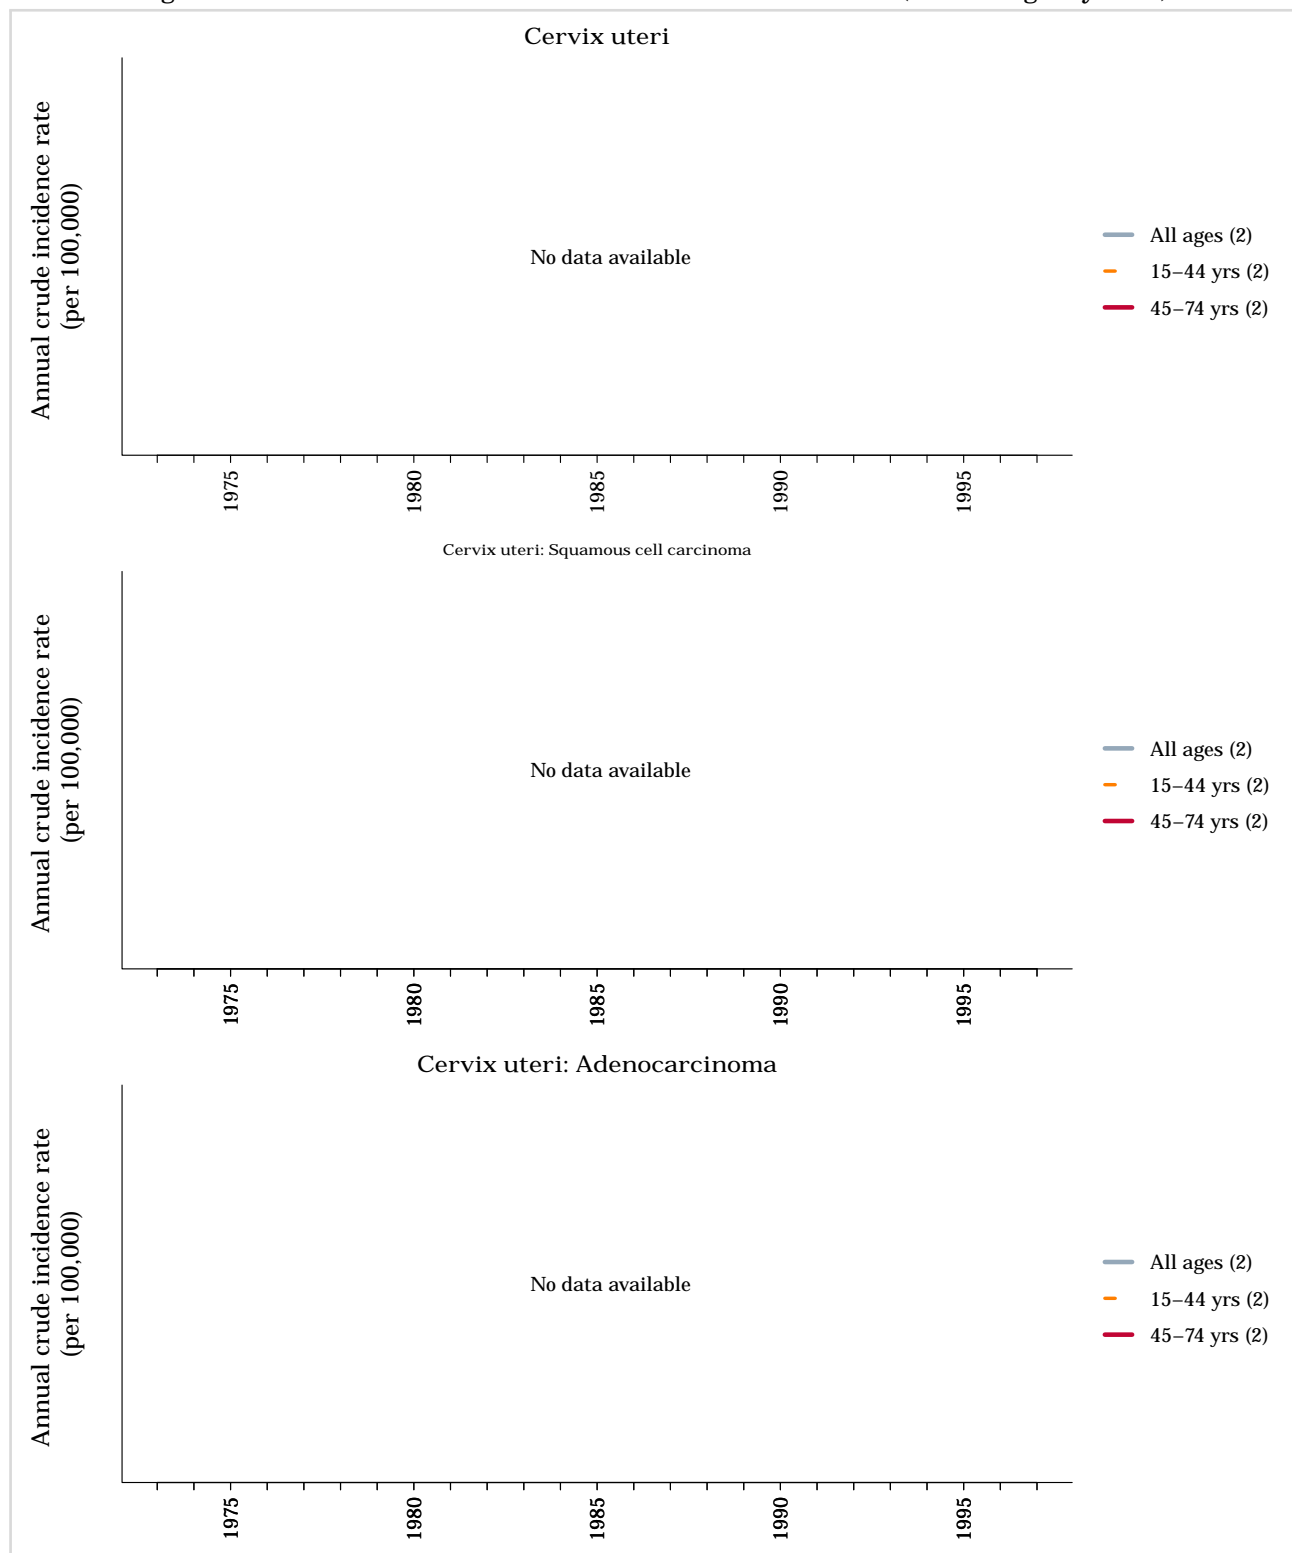 Cervix uteri
Annual crude incidence rate
(per 100,000)
No data available
All ages (2)
15–44 yrs (2)
45–74 yrs (2)
1975
1980
1985
1990
1995
Cervix uteri: Squamous cell carcinoma
Annual crude incidence rate
(per 100,000)
No data available
All ages (2)
15–44 yrs (2)
45–74 yrs (2)
1975
1980
1985
1990
1995
Cervix uteri: Adenocarcinoma
Annual crude incidence rate
(per 100,000)
No data available
All ages (2)
15–44 yrs (2)
45–74 yrs (2)
1975
1980
1985
1990
1995